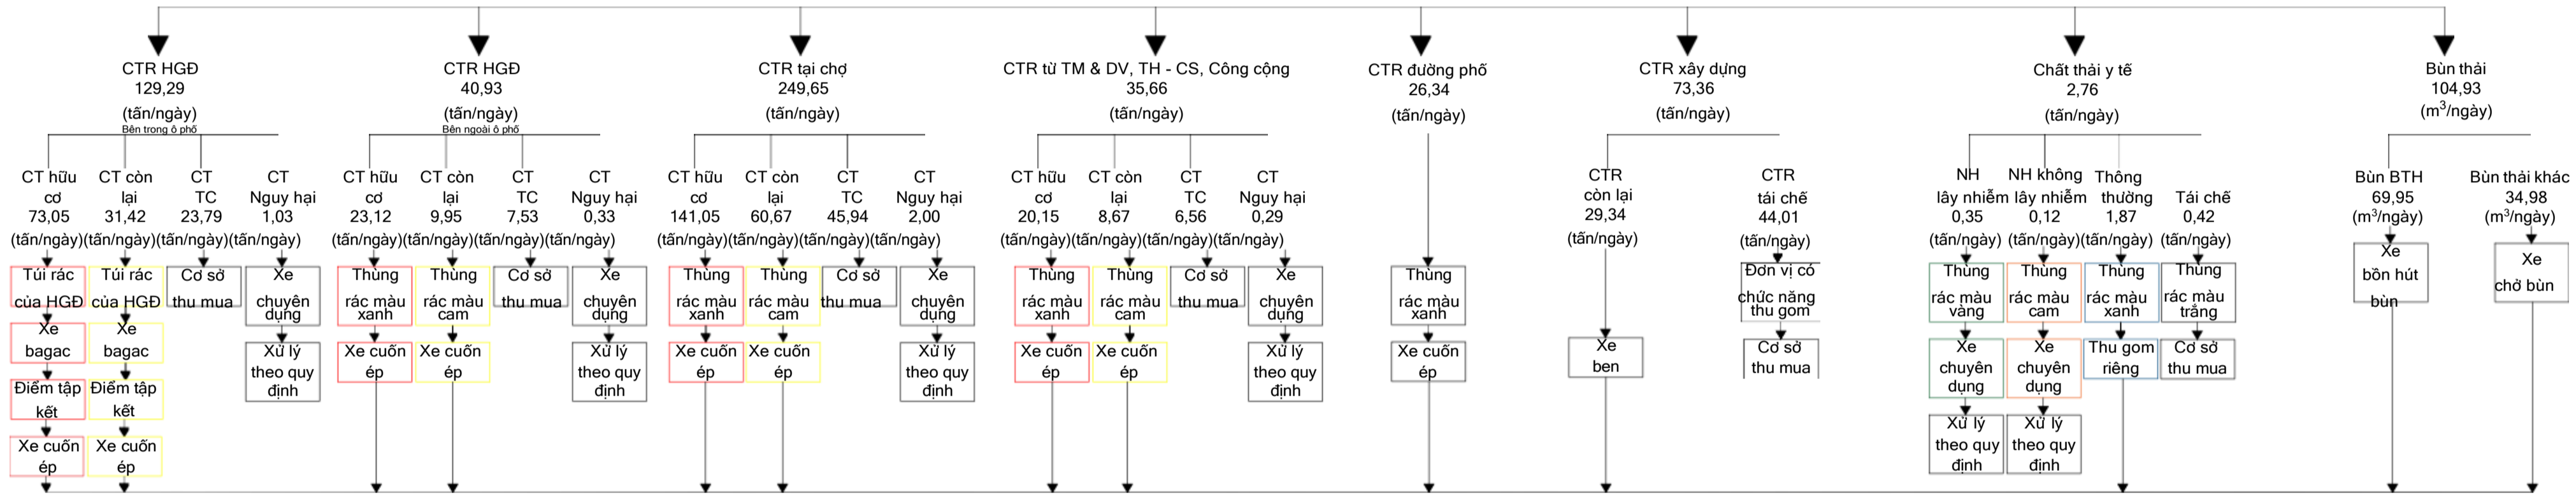 CTR HGĐ
129,29
(tấn/ngày)
Bên trong ô phố
CT hữu
cơ
73,05
(tấn/ngày)
CT còn
lại
31,42
(tấn/ngày)
CT
TC
23,79
(tấn/ngày)
CT
Nguy hại
1,03
(tấn/ngày)
Túi rác
của HGĐ
Xe
bagac
Điểm tập
kết
Xe cuốn
ép
Túi rác
của HGĐ
Xe
bagac
Điểm tập
kết
Xe cuốn
ép
Cơ sở
thu mua
Xe
chuyên
dụng
Xử lý
theo quy
định
CTR HGĐ
40,93
(tấn/ngày)
Bên ngoài ô phố
CT hữu
cơ
23,12
(tấn/ngày)
CT còn
lại
9,95
(tấn/ngày)
CT
TC
7,53
(tấn/ngày)
CT
Nguy hại
0,33
(tấn/ngày)
Thùng
rác màu
xanh
Xe cuốn
ép
Thùng
rác màu
cam
Xe cuốn
ép
Cơ sở
thu mua
Xe
chuyên
dụng
Xử lý
theo quy
định
CTR tại chợ
249,65
(tấn/ngày)
CT hữu
cơ
141,05
(tấn/ngày)
CT còn
lại
60,67
(tấn/ngày)
CT
TC
45,94
(tấn/ngày)
CT
Nguy hại
2,00
(tấn/ngày)
Thùng
rác màu
xanh
Xe cuốn
ép
Thùng
rác màu
cam
Xe cuốn
ép
Cơ sở
thu mua
Xe
chuyên
dụng
Xử lý
theo quy
định
CTR từ TM & DV, TH - CS, Công cộng
35,66
(tấn/ngày)
CT hữu
cơ
20,15
(tấn/ngày)
CT còn
lại
8,67
(tấn/ngày)
CT
TC
6,56
(tấn/ngày)
CT
Nguy hại
0,29
(tấn/ngày)
Thùng
rác màu
xanh
Xe cuốn
ép
Thùng
rác màu
cam
Xe cuốn
ép
Cơ sở
thu mua
Xe
chuyên
dụng
Xử lý
theo quy
định
CTR đường phố
26,34
(tấn/ngày)
Thùng
rác màu
xanh
Xe cuốn
ép
CTR xây dựng
73,36
(tấn/ngày)
CTR
còn lại
29,34
(tấn/ngày)
Xe
ben
CTR
tái chế
44,01
(tấn/ngày)
Đơn vị có
chức năng
thu gom
Cơ sở
thu mua
Chất thải y tế
2,76
(tấn/ngày)
NH
lây nhiễm
0,35
(tấn/ngày)
NH không
lây nhiễm
0,12
(tấn/ngày)
Thông
thường
1,87
(tấn/ngày)
Tái chế
0,42
(tấn/ngày)
Thùng
rác màu
vàng
Xe
chuyên
dụng
Xử lý
theo quy
định
Thùng
rác màu
cam
Xe
chuyên
dụng
Xử lý
theo quy
định
Thùng
rác màu
xanh
Thu gom
riêng
Thùng
rác màu
trắng
Cơ sở
thu mua
Bùn thải
104,93
(m³/ngày)
Bùn BTH
69,95
(m³/ngày)
Xe
bồn hút
bùn
Bùn thải khác
34,98
(m³/ngày)
Xe
chở bùn